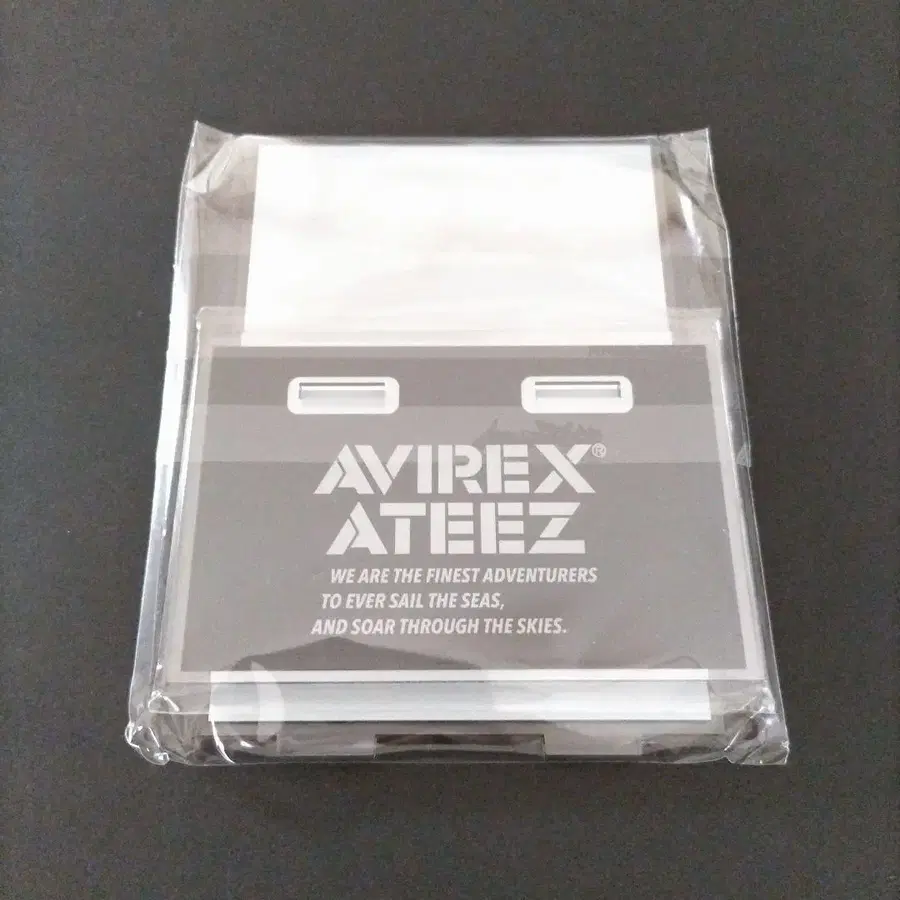 AVIREX®
ATEEZ
WE ARE THE FINEST ADVENTURERS
TO EVER SAIL THE SEAS,
AND SOAR THROUGH THE SKIES.